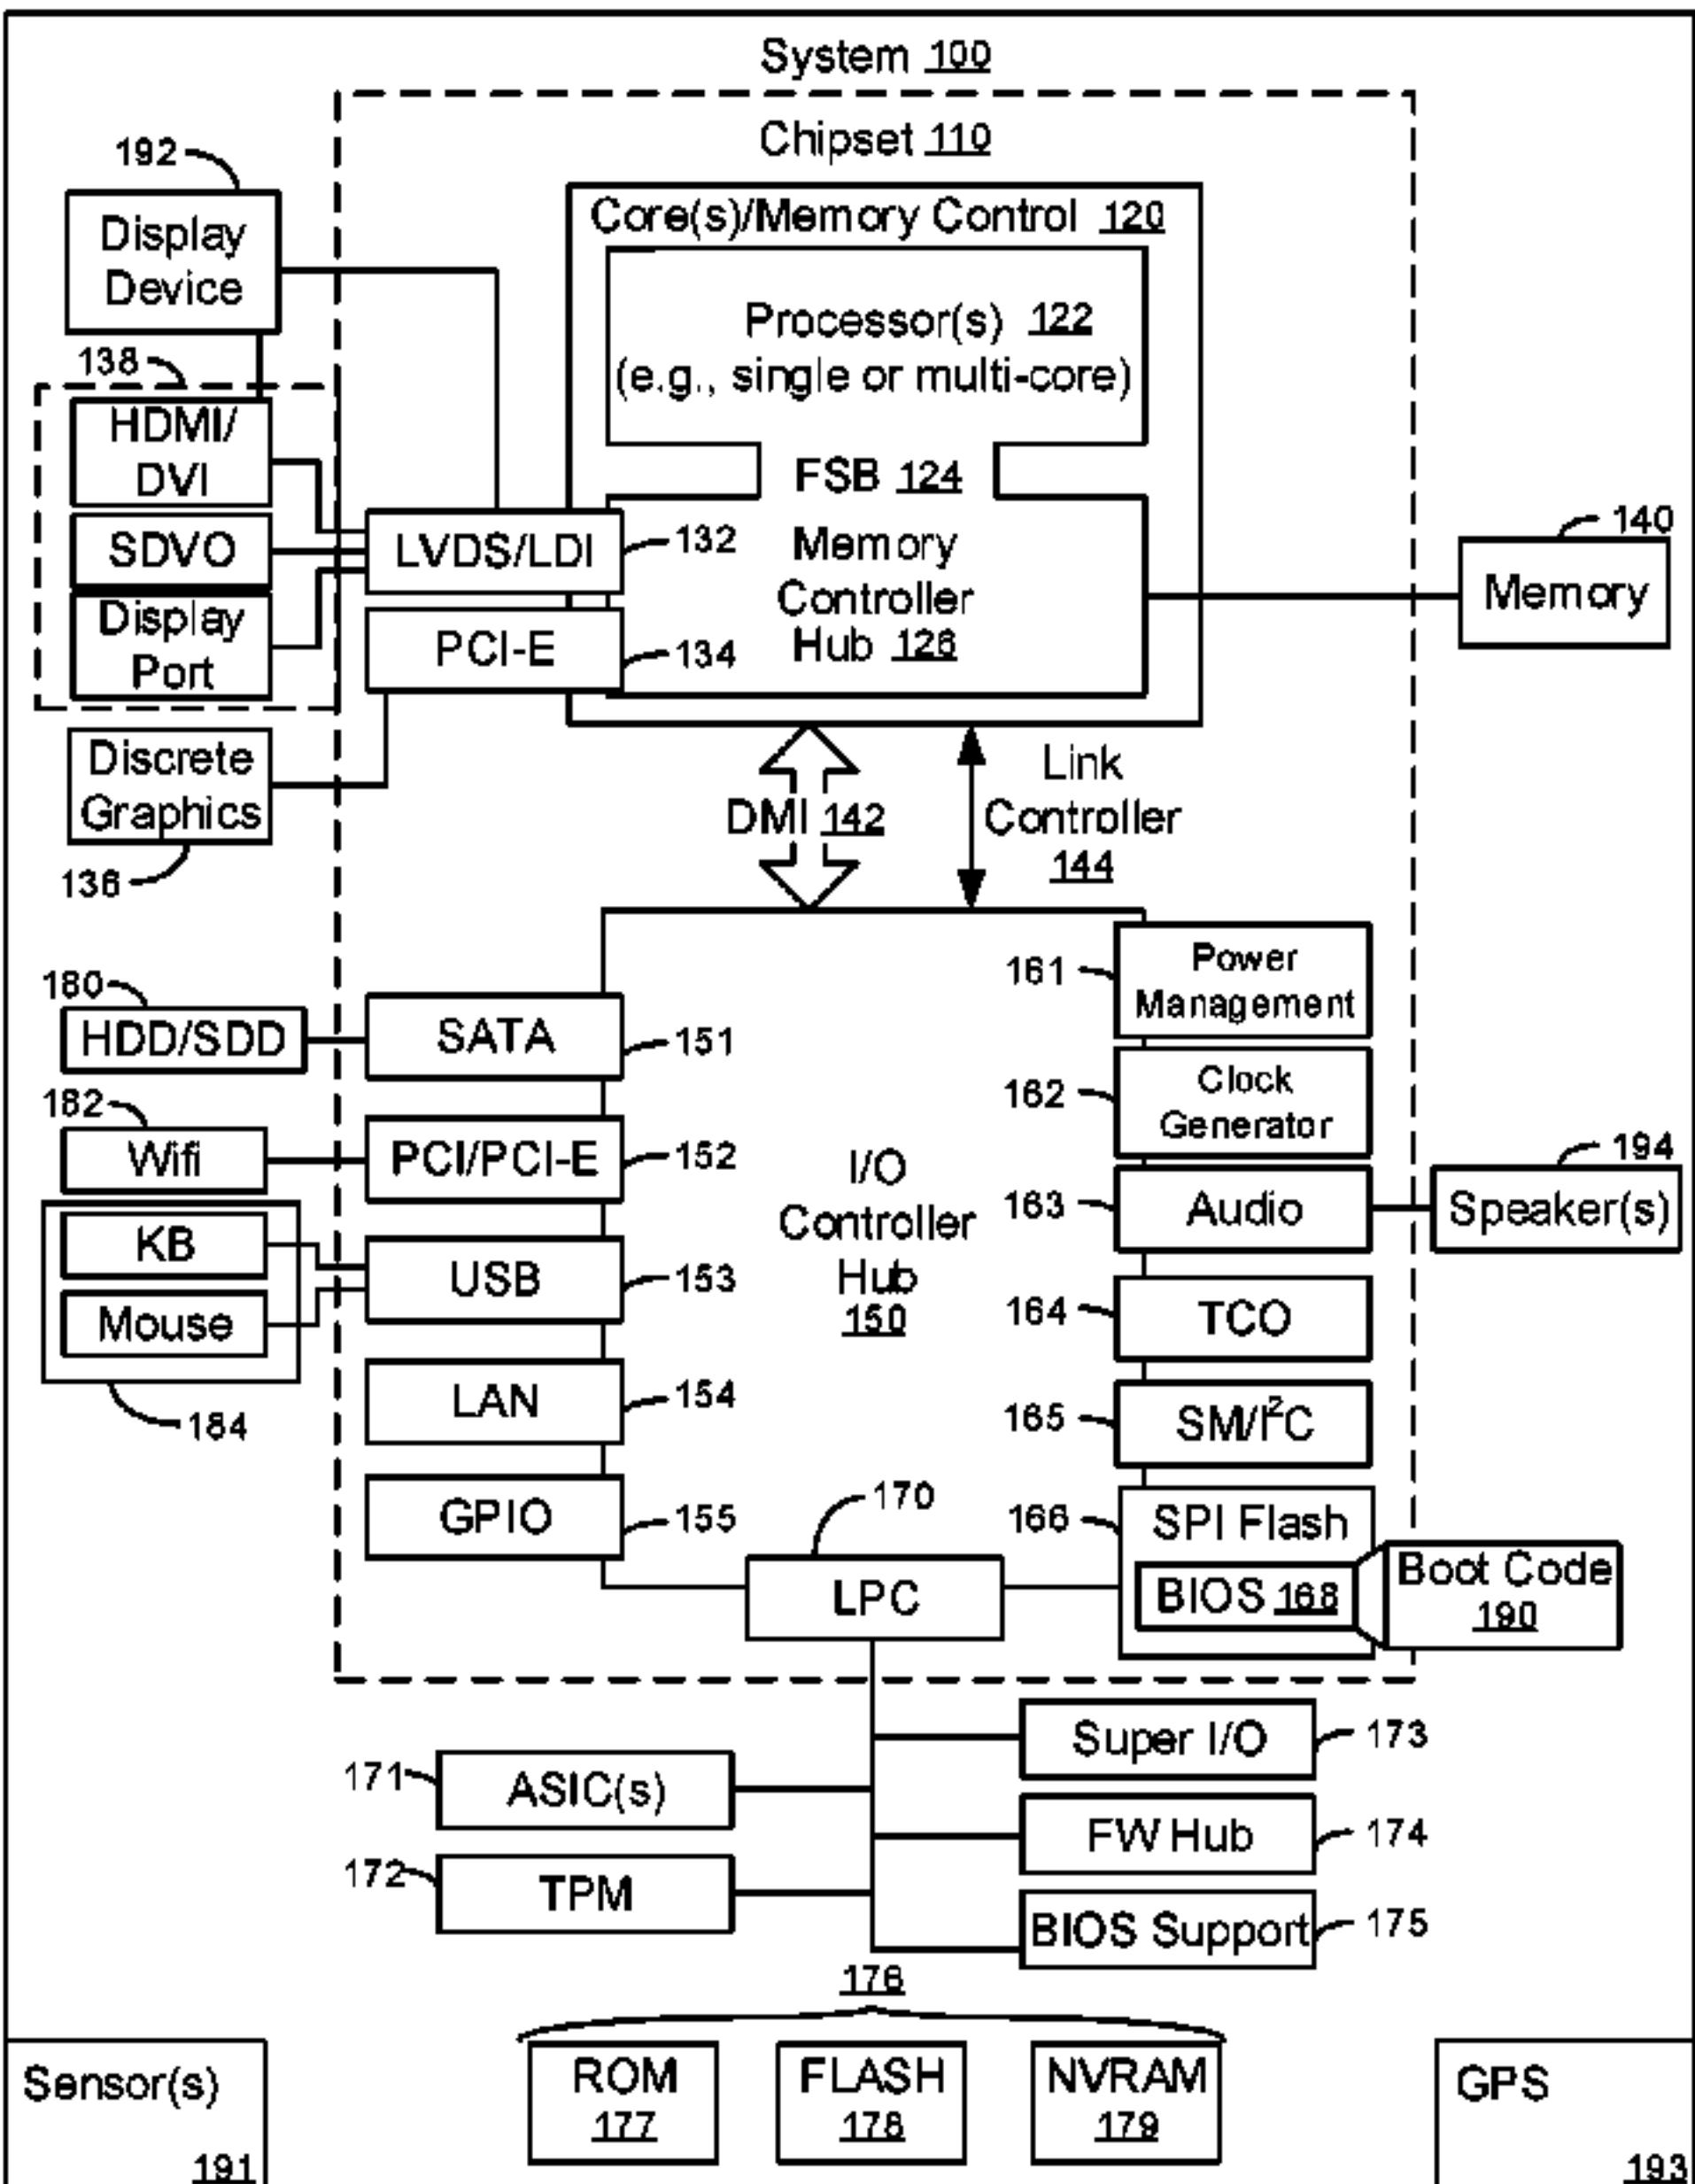 System 100
Chipset 110
192
Display
Device
Core(s)/Memory Control 120
Processor(s) 122
(e.g., single or multi-core)
138
HDMI/
DVI
SDVO
Display
Port
FSB 124
LVDS/LDI
132
PCI-E
134
Memory
Controller
Hub 126
140
Memory
Discrete
Graphics
136
DMI 142
Link
Controller
144
180
HDD/SDD
SATA
151
182
Wifi
PCI/PCI-E
152
KB
Mouse
184
USB
153
LAN
154
GPIO
155
I/O
Controller
Hub
150
161
Power
Management
162
Clock
Generator
163
Audio
194
Speaker(s)
164
TCO
165
SM/I²C
166
SPI Flash
BIOS 168
Boot Code
190
170
LPC
171
ASIC(s)
172
TPM
Super I/O
173
FW Hub
174
BIOS Support
175
176
ROM
177
FLASH
178
NVRAM
179
Sensor(s)
191
GPS
193